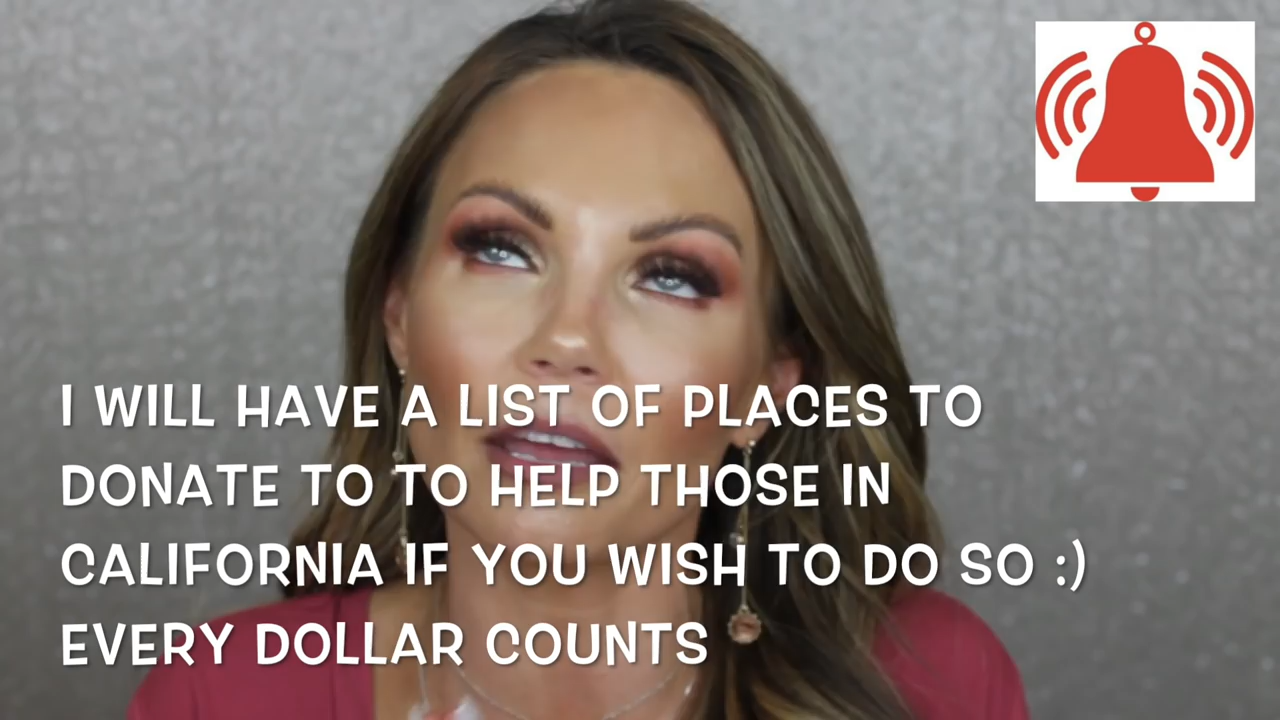 I WILL HAVE A LIST OF PLACES TO
DONATE TO TO HELP THOSE IN
CALIFORNIA IF YOU WISH TO DO SO :)
EVERY DOLLAR COUNTS